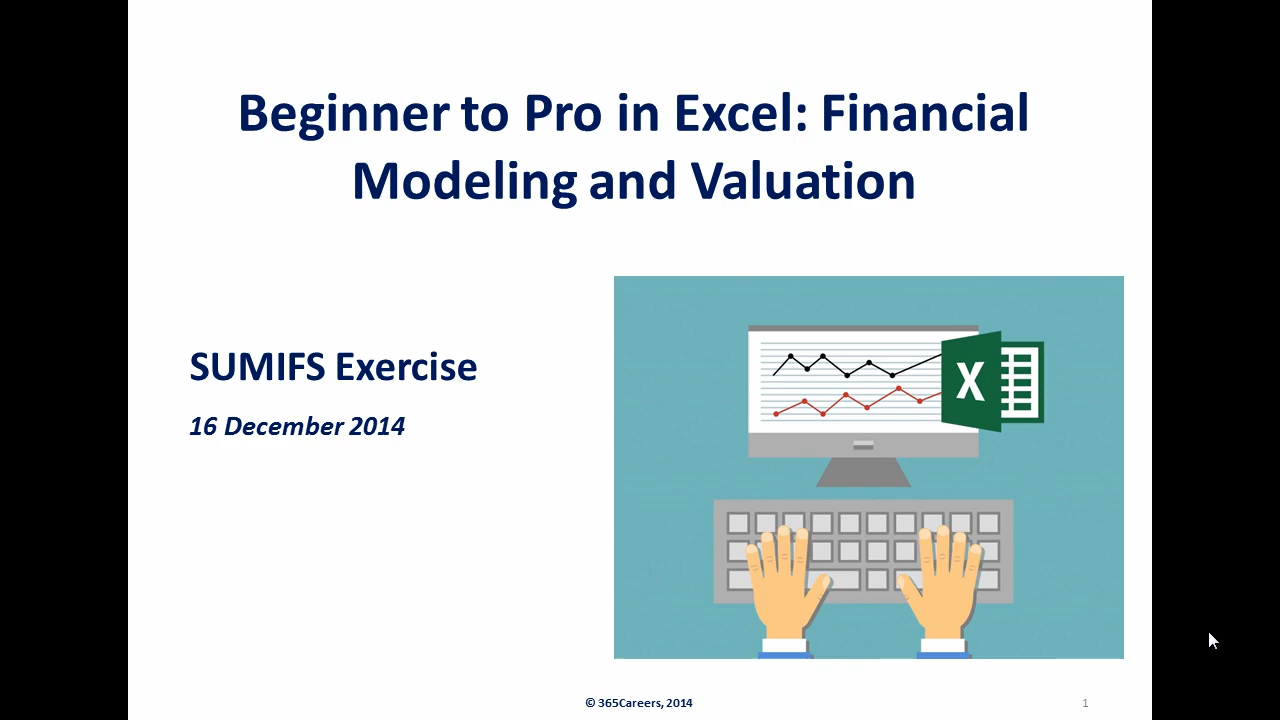 Beginner to Pro in Excel: Financial
Modeling and Valuation
SUMIFS Exercise
16 December 2014
X
© 365Careers, 2014
1